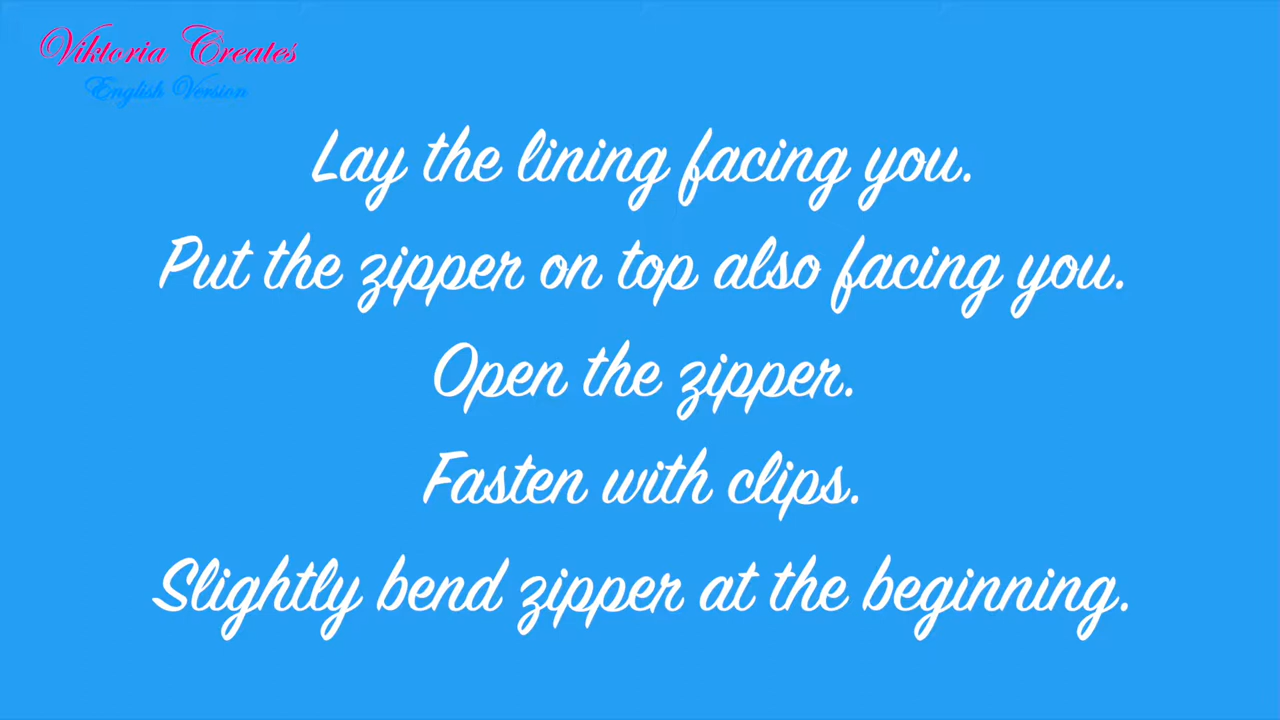 Viktoria Creates
English Version
Lay the lining facing you.
Put the zipper on top also facing you.
Open the zipper.
Fasten with clips.
Slightly bend zipper at the beginning.